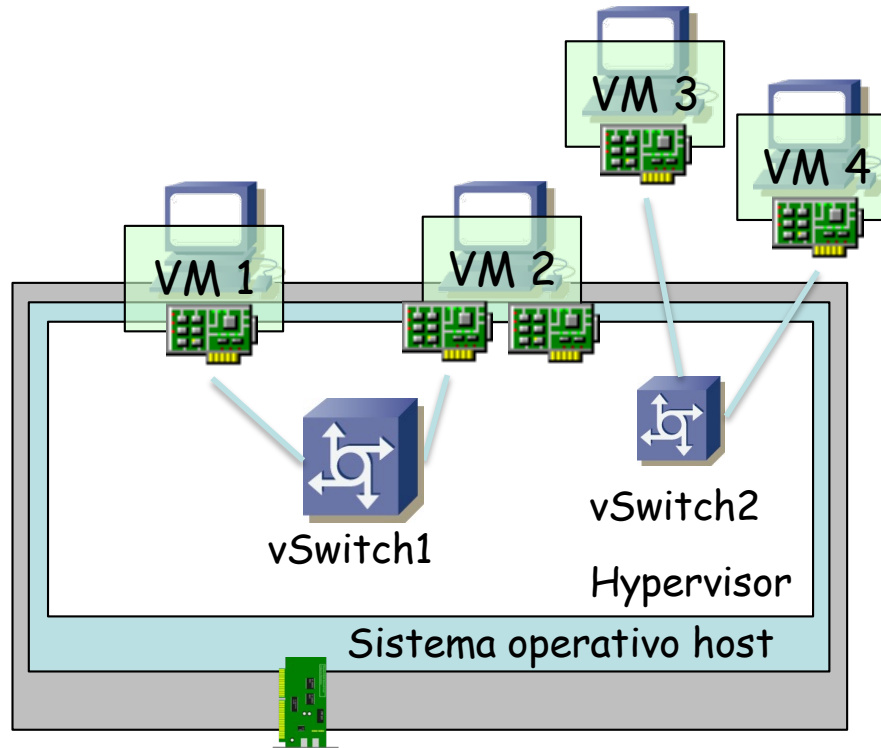 VM 3
VM 4
VM 1
VM 2
vSwitch2
vSwitch1
Hypervisor
Sistema operativo host